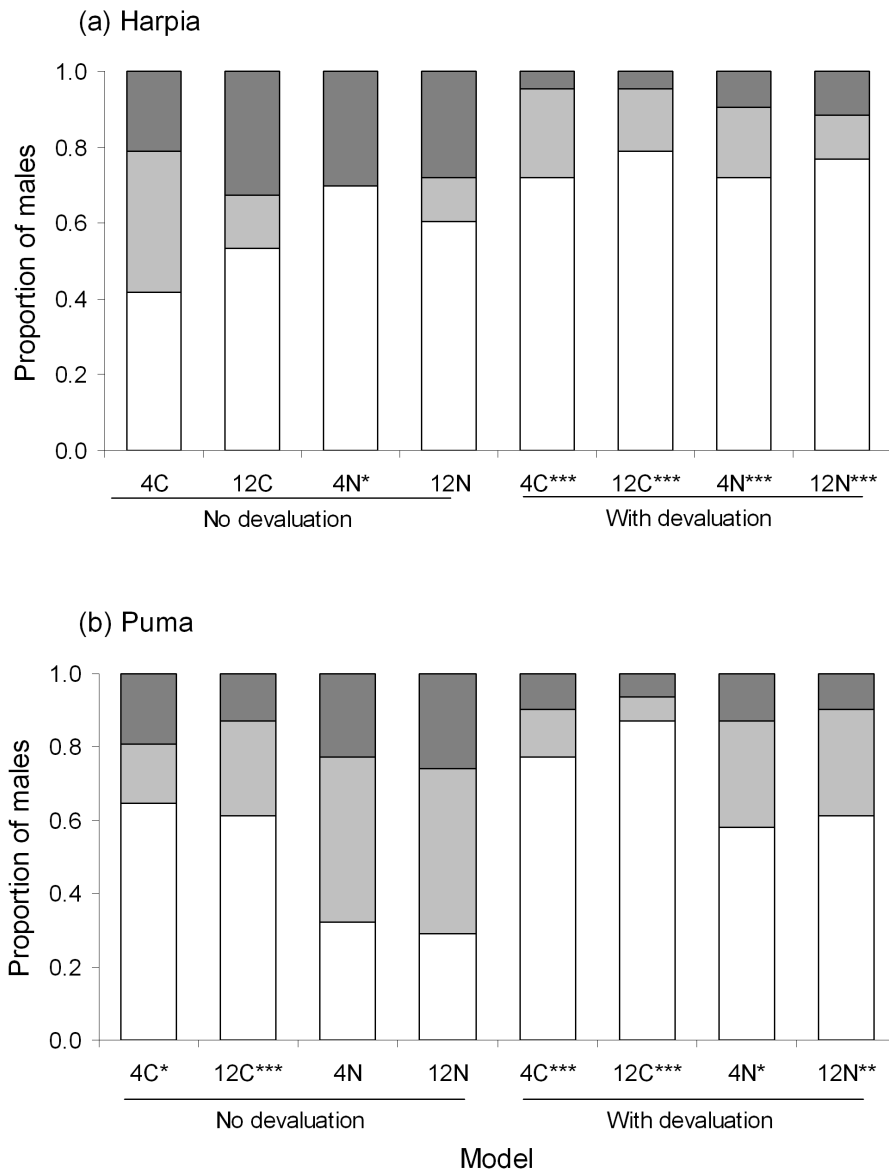 (a) Harpia
Proportion of males
1.0
0.8
0.6
0.4
0.2
0.0
4C 12C 4N* 12N 4C*** 12C*** 4N*** 12N***
No devaluation With devaluation
(b) Puma
Proportion of males
1.0
0.8
0.6
0.4
0.2
0.0
4C* 12C*** 4N 12N 4C*** 12C*** 4N* 12N**
No devaluation With devaluation
Model